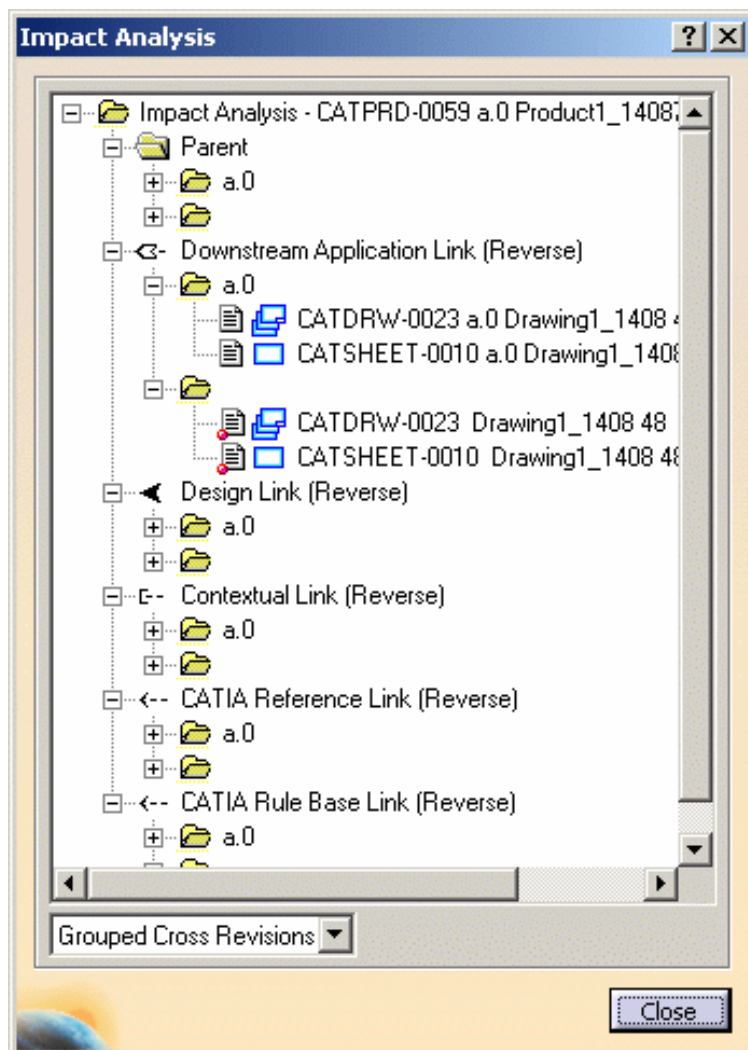 Impact Analysis
Impact Analysis - CATPRD-0059 a.0 Product1_1408
Parent
a.0
Downstream Application Link (Reverse)
a.0
CATDRW-0023 a.0 Drawing1_1408
CATSHEET-0010 a.0 Drawing1_1408
CATDRW-0023 Drawing1_1408 48
CATSHEET-0010 Drawing1_1408 48
Design Link (Reverse)
a.0
Contextual Link (Reverse)
a.0
CATIA Reference Link (Reverse)
a.0
CATIA Rule Base Link (Reverse)
a.0
Grouped Cross Revisions
Close